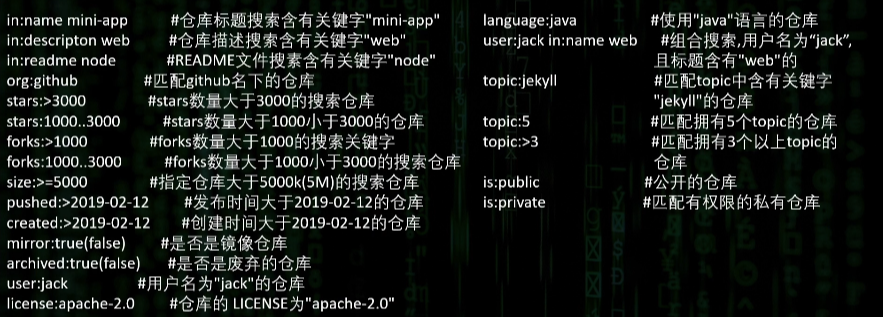 in:name mini-app #仓库标题搜索含有关键字"mini-app"
in:descripton web #仓库描述搜索含有关键字"web"
in:readme node #README文件搜素含有关键字"node"
org:github #匹配github名下的仓库
stars:>3000 #stars数量大于3000的搜索仓库
stars:1000..3000 #stars数量大于1000小于3000的仓库
forks:>1000 #forks数量大于1000的搜索关键字
forks:1000..3000 #forks数量大于1000小于3000的搜索仓库
size:>=5000 #指定仓库大于5000k(5M)的搜索仓库
pushed:>2019-02-12 #发布时间大于2019-02-12的仓库
created:>2019-02-12 #创建时间大于2019-02-12的仓库
mirror:true(false) #是否是镜像仓库
archived:true(false) #是否是废弃的仓库
user:jack #用户名为"jack"的仓库
license:apache-2.0 #仓库的 LICENSE为"apache-2.0"
language:java #使用"java"语言的仓库
user:jack in:name web #组合搜索,用户名为“jack”,
且标题含有"web"的
topic:jekyll #匹配topic中含有关键字
"jekyll"的仓库
topic:5 #匹配拥有5个topic的仓库
topic:>3 #匹配拥有3个以上topic的
仓库
is:public #公开的仓库
is:private #匹配有权限的私有仓库